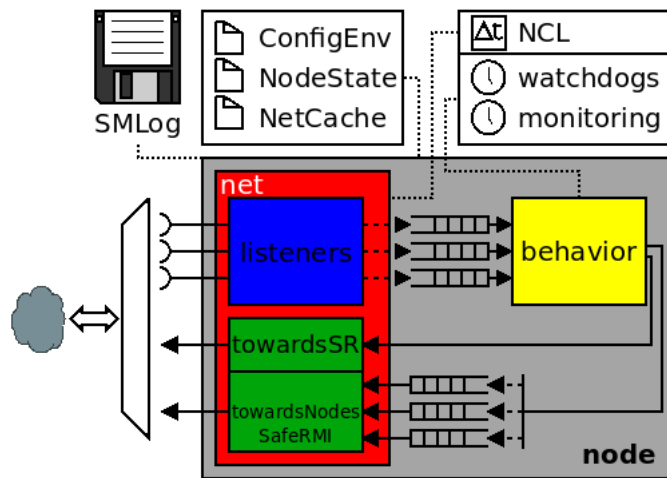 SMLog
ConfigEnv
NodeState
NetCache
Δt NCL
watchdogs
monitoring
net
listeners
behavior
towardsSR
towardsNodes
SafeRMI
node